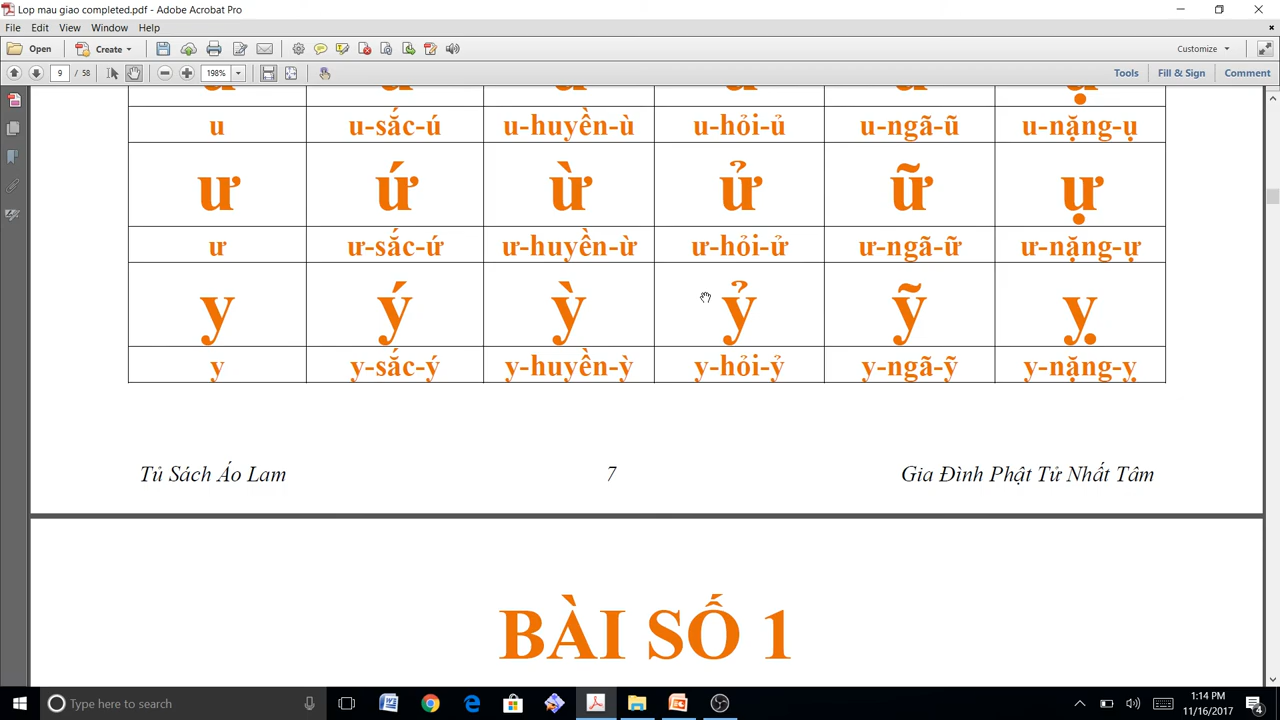 Lop mau giao completed.pdf - Adobe Acrobat Pro
File Edit View Window Help
Open Create Customize
9 / 58 198% Tools Fill & Sign Comment
u u-sắc-ú u-huyền-ù u-hỏi-ủ u-ngã-ũ u-nặng-ụ
ư ứ ừ ử ữ ự
ư ư-sắc-ứ ư-huyền-ừ ư-hỏi-ử ư-ngã-ữ ư-nặng-ự
y ý ỳ ỷ ỹ ỵ
y y-sắc-ý y-huyền-ỳ y-hỏi-ỷ y-ngã-ỹ y-nặng-ỵ
Tủ Sách Áo Lam 7 Gia Đình Phật Tử Nhất Tâm
BÀI SỐ 1
Type here to search
1:14 PM
11/16/2017
4